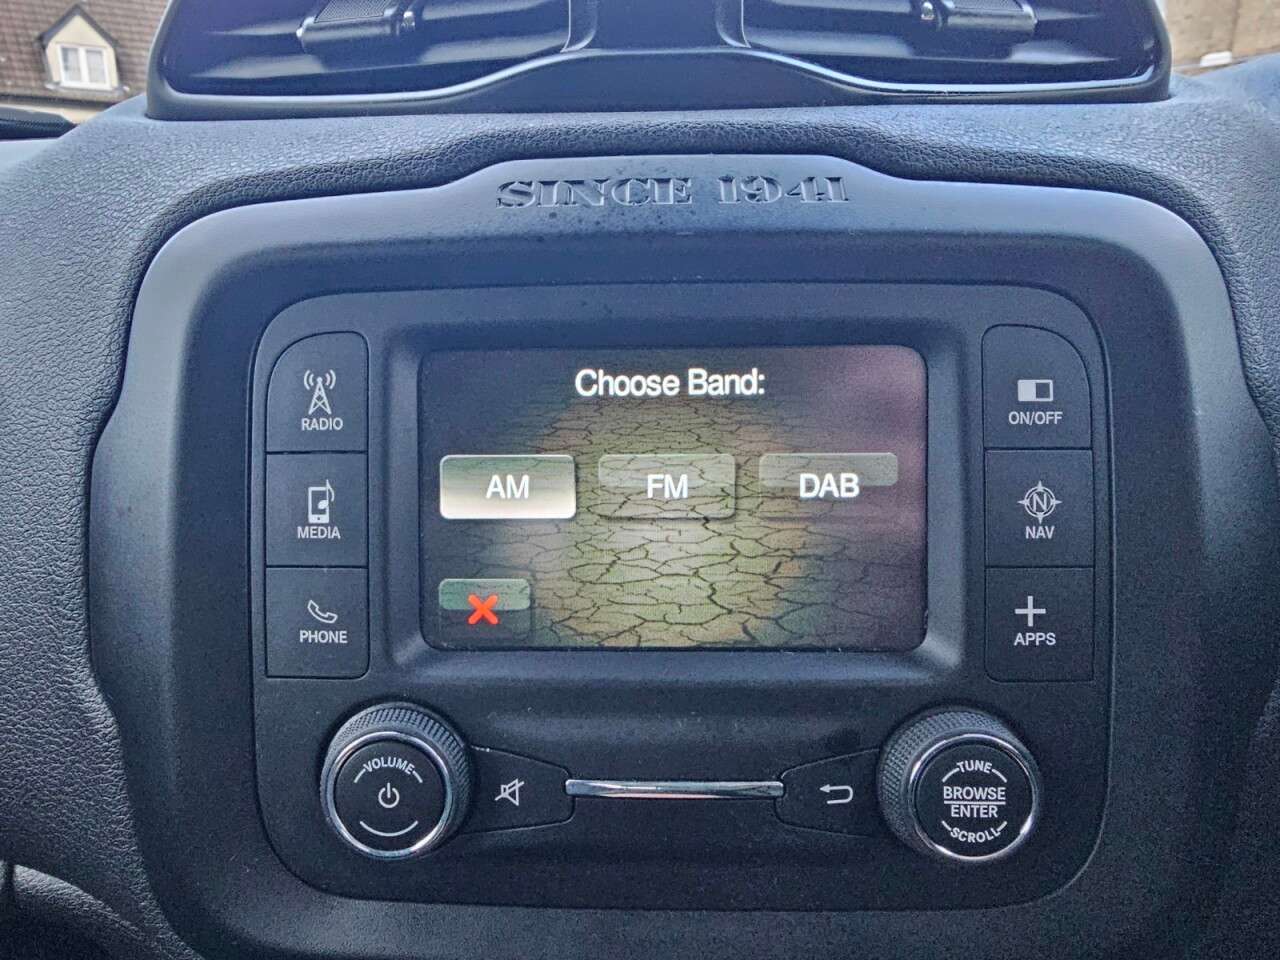 SINCE 1941
Choose Band:
AM
FM
DAB
RADIO
MEDIA
PHONE
ON/OFF
N
NAV
APPS
VOLUME
TUNE
BROWSE
ENTER
SCROLL